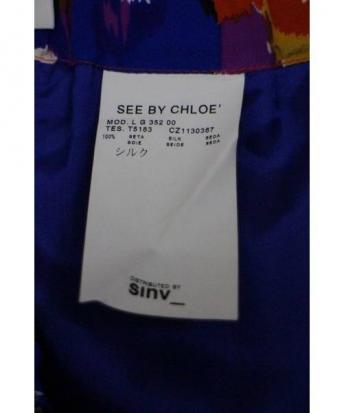 SEE BY CHLOE'
MOD. L G 352 00
TES. T5183 CZ1130367
100% SETA SILK SEDA
SOIE SEIDE SEDA
シルク
DISTRIBUTED BY
sinv_